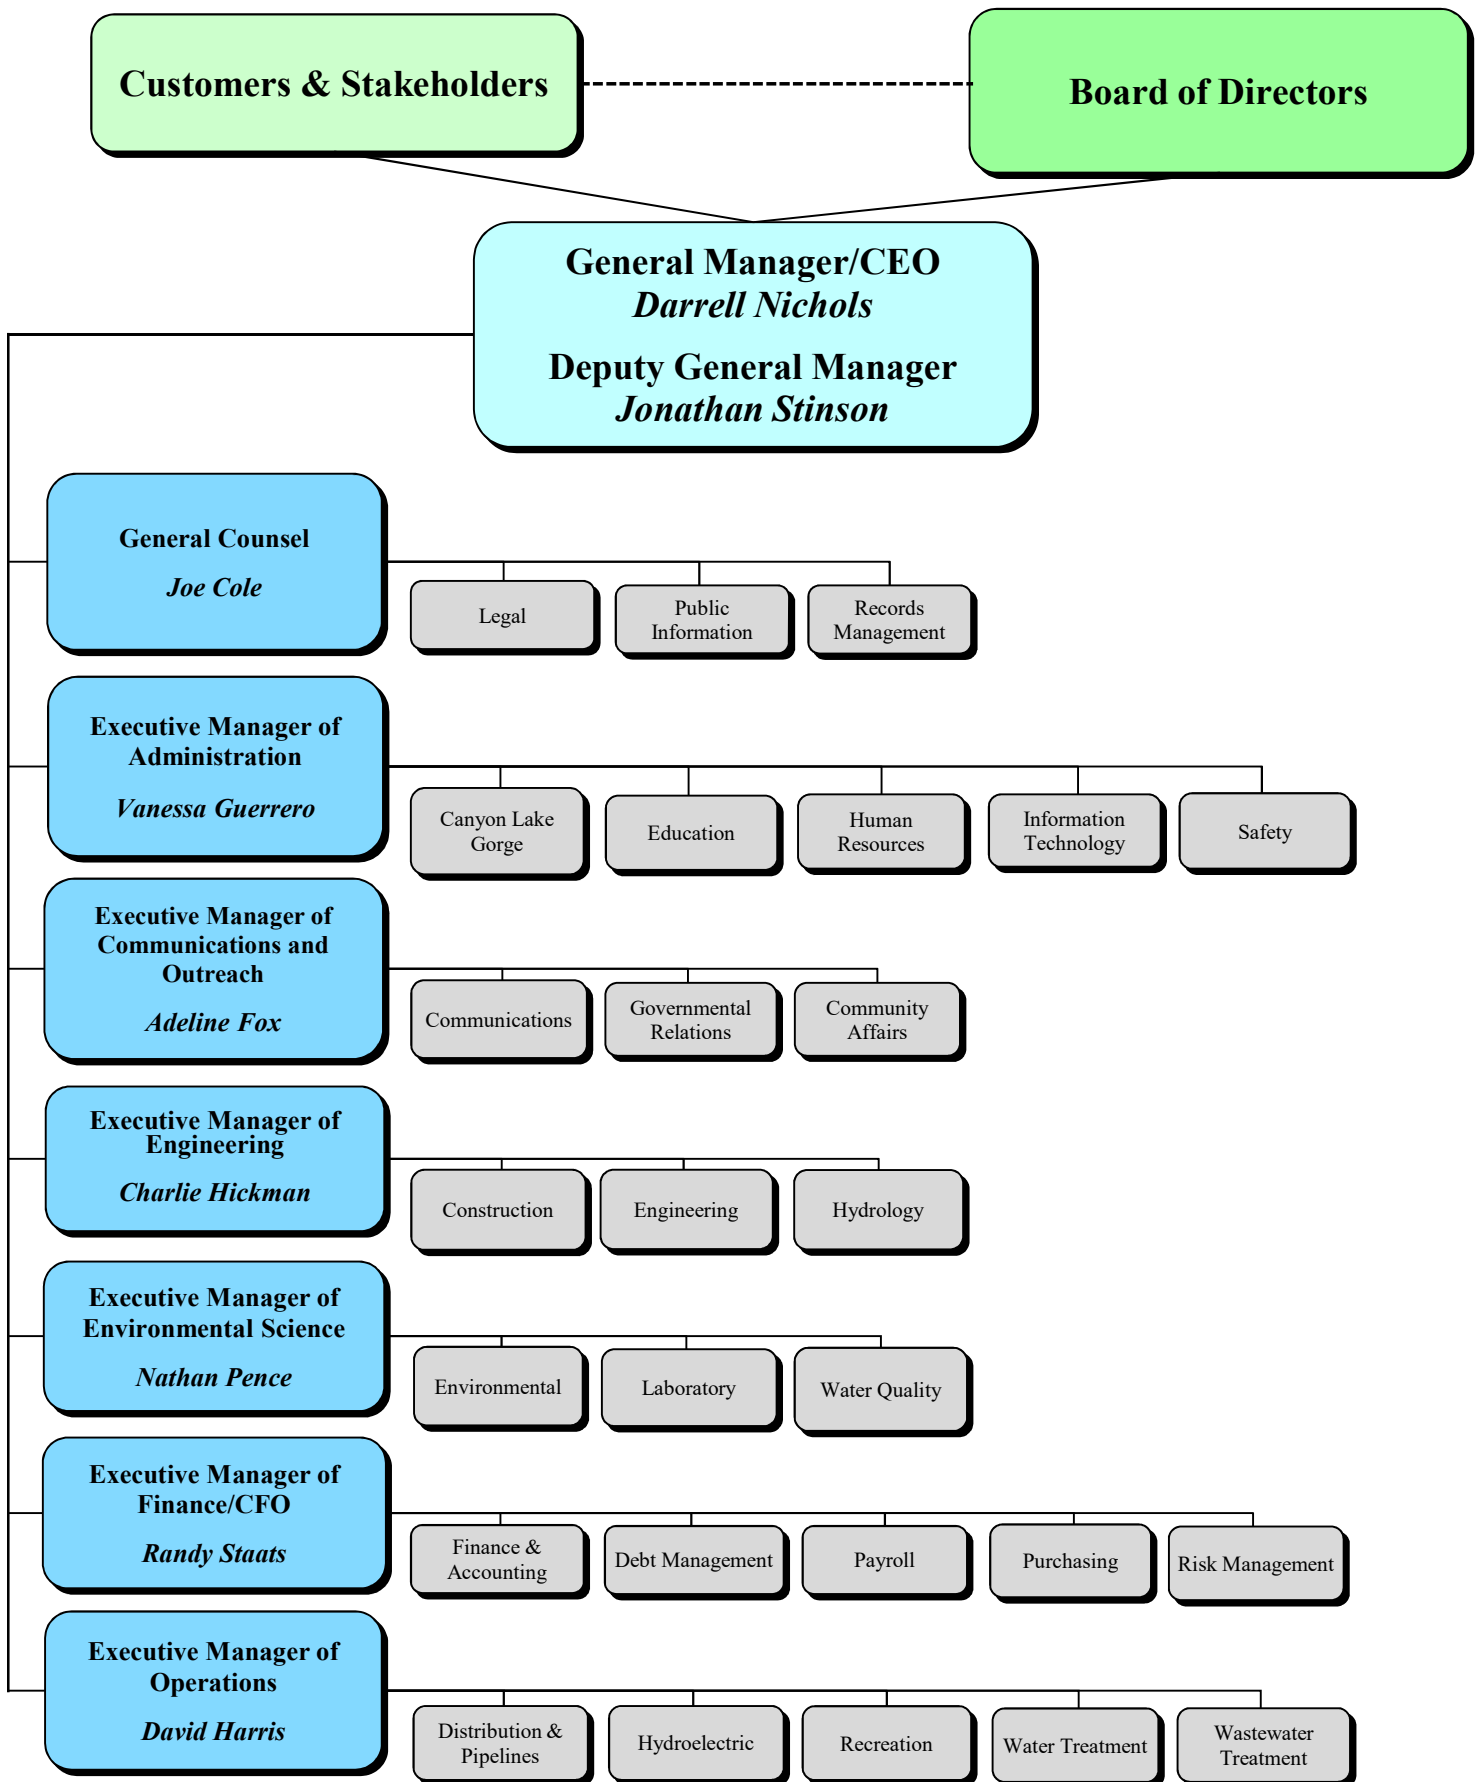 Customers & Stakeholders
Board of Directors
General Manager/CEO
Darrell Nichols
Deputy General Manager
Jonathan Stinson
General Counsel
Joe Cole
Legal
Public
Information
Records
Management
Executive Manager of
Administration
Vanessa Guerrero
Canyon Lake
Gorge
Education
Human
Resources
Information
Technology
Safety
Executive Manager of
Communications and
Outreach
Adeline Fox
Communications
Governmental
Relations
Community
Affairs
Executive Manager of
Engineering
Charlie Hickman
Construction
Engineering
Hydrology
Executive Manager of
Environmental Science
Nathan Pence
Environmental
Laboratory
Water Quality
Executive Manager of
Finance/CFO
Randy Staats
Finance &
Accounting
Debt Management
Payroll
Purchasing
Risk Management
Executive Manager of
Operations
David Harris
Distribution &
Pipelines
Hydroelectric
Recreation
Water Treatment
Wastewater
Treatment